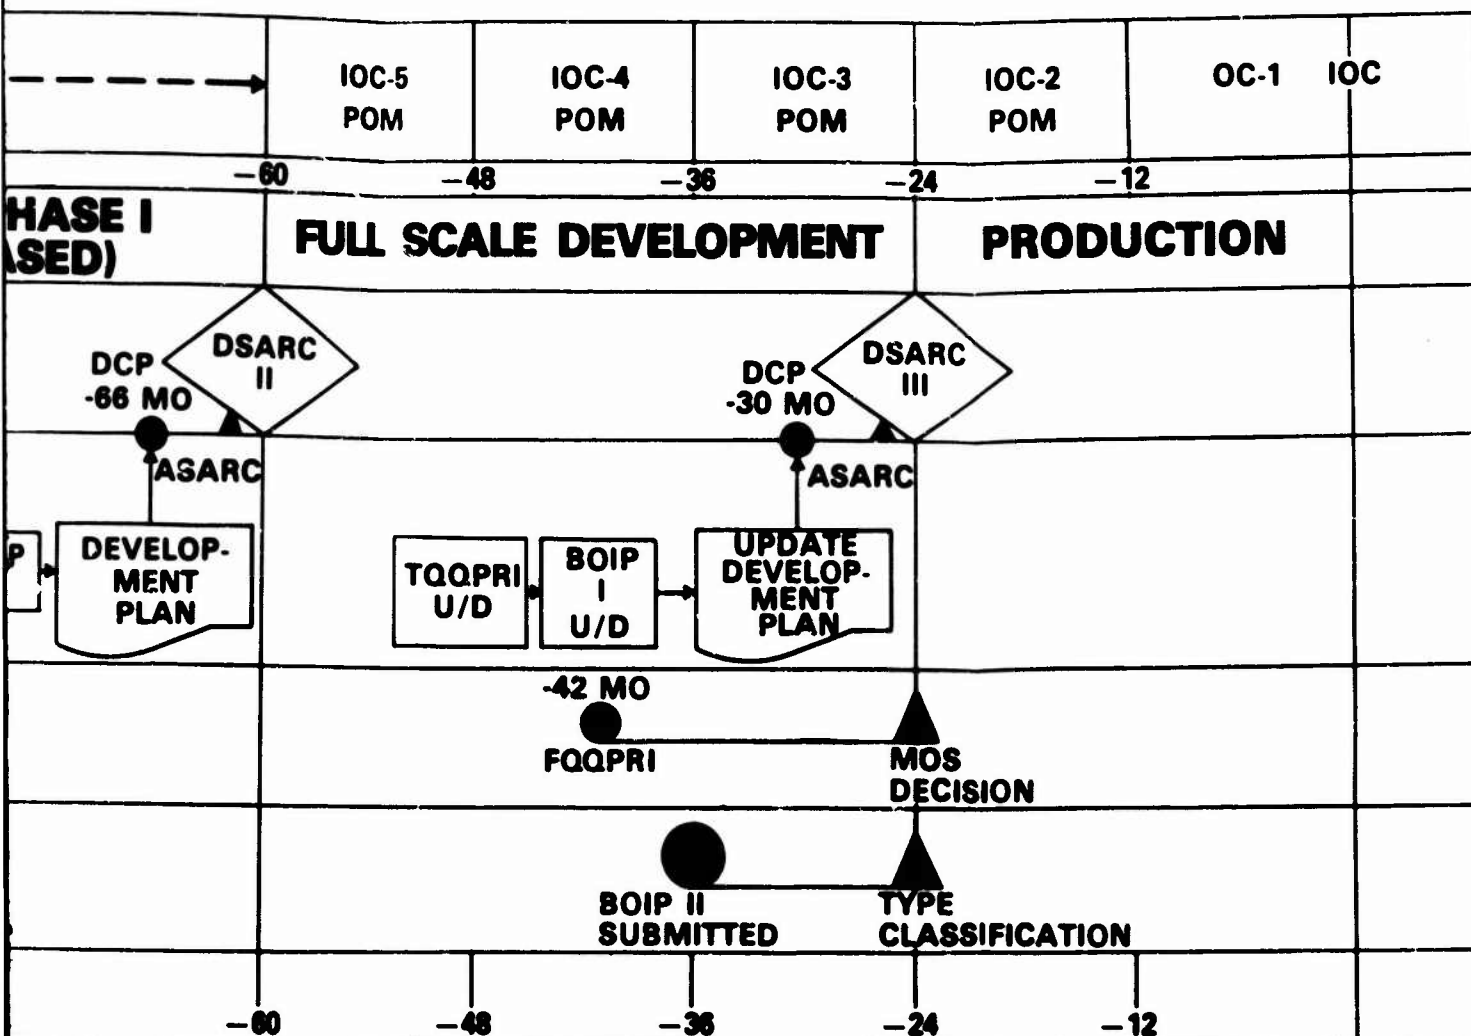 IOC-5 IOC-4 IOC-3 IOC-2 OC-1 IOC
POM POM POM POM
-60 -48 -36 -24 -12
HASE I
ASED)
FULL SCALE DEVELOPMENT
PRODUCTION
DCP
-66 MO
DSARC
II
ASARC
DCP
-30 MO
DSARC
III
ASARC
P
DEVELOP-
MENT
PLAN
TQQPRI
U/D
BOIP
I
U/D
UPDATE
DEVELOP-
MENT
PLAN
-42 MO
FQQPRI
MOS
DECISION
BOIP II
SUBMITTED
TYPE
CLASSIFICATION
-60 -48 -36 -24 -12